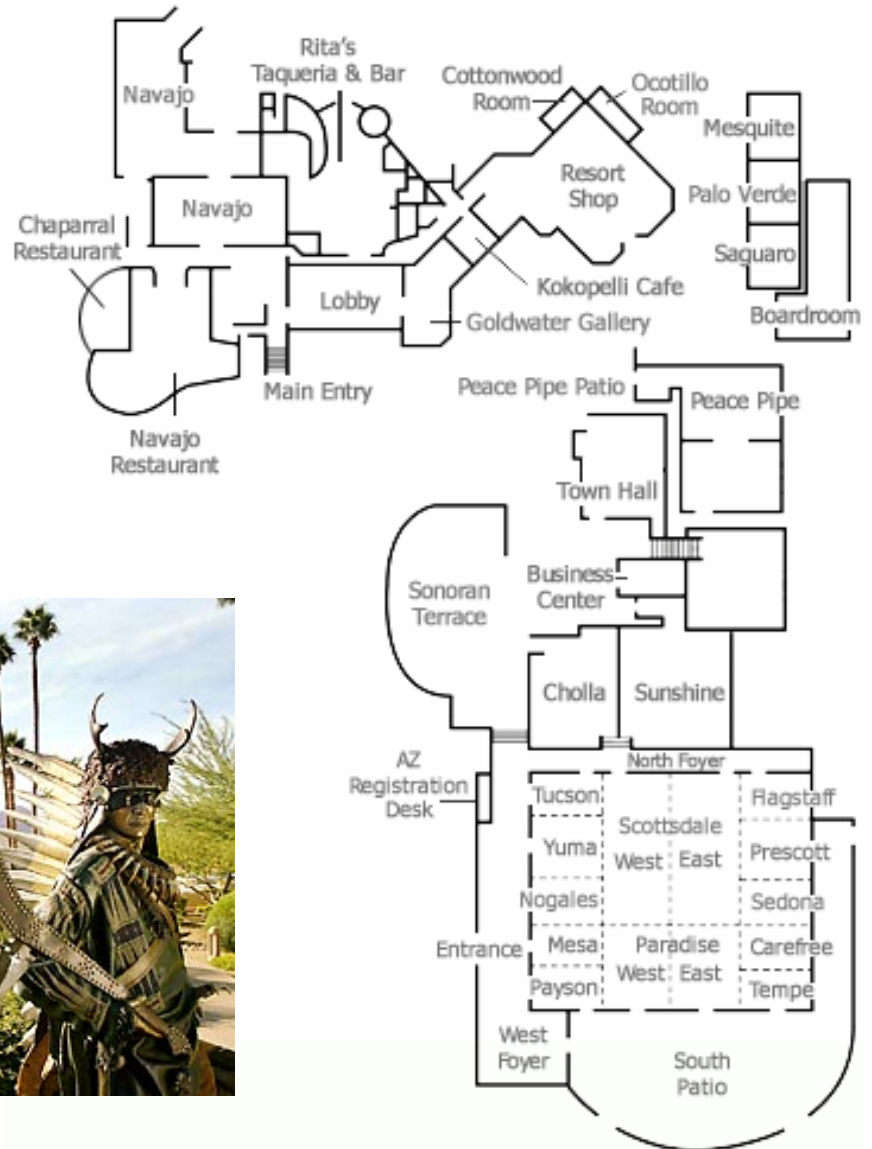 Navajo
Rita's
Taqueria & Bar
Cottonwood
Room
Ocotillo
Room
Mesquite
Resort
Shop
Palo Verde
Navajo
Chaparral
Restaurant
Saguaro
Kokopelli Cafe
Lobby
Goldwater Gallery
Boardroom
Main Entry
Peace Pipe Patio
Peace Pipe
Navajo
Restaurant
Town Hall
Sonoran
Terrace
Business
Center
Cholla
Sunshine
North Foyer
AZ
Registration
Desk
Tucson
Flagstaff
Scottsdale
West East
Yuma
Prescott
Nogales
Sedona
Entrance
Mesa
Paradise
West East
Carefree
Payson
Tempe
West
Foyer
South
Patio